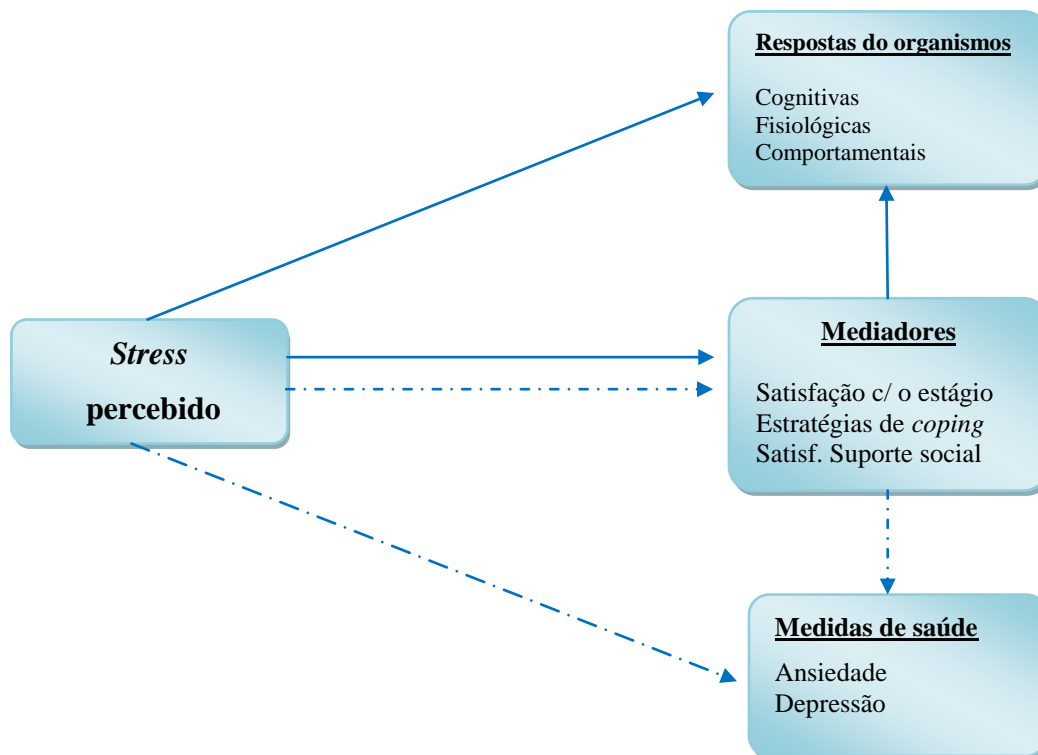 Respostas do organismos
Cognitivas
Fisiológicas
Comportamentais
Stress
percebido
Mediadores
Satisfação c/ o estágio
Estratégias de coping
Satisf. Suporte social
Medidas de saúde
Ansiedade
Depressão